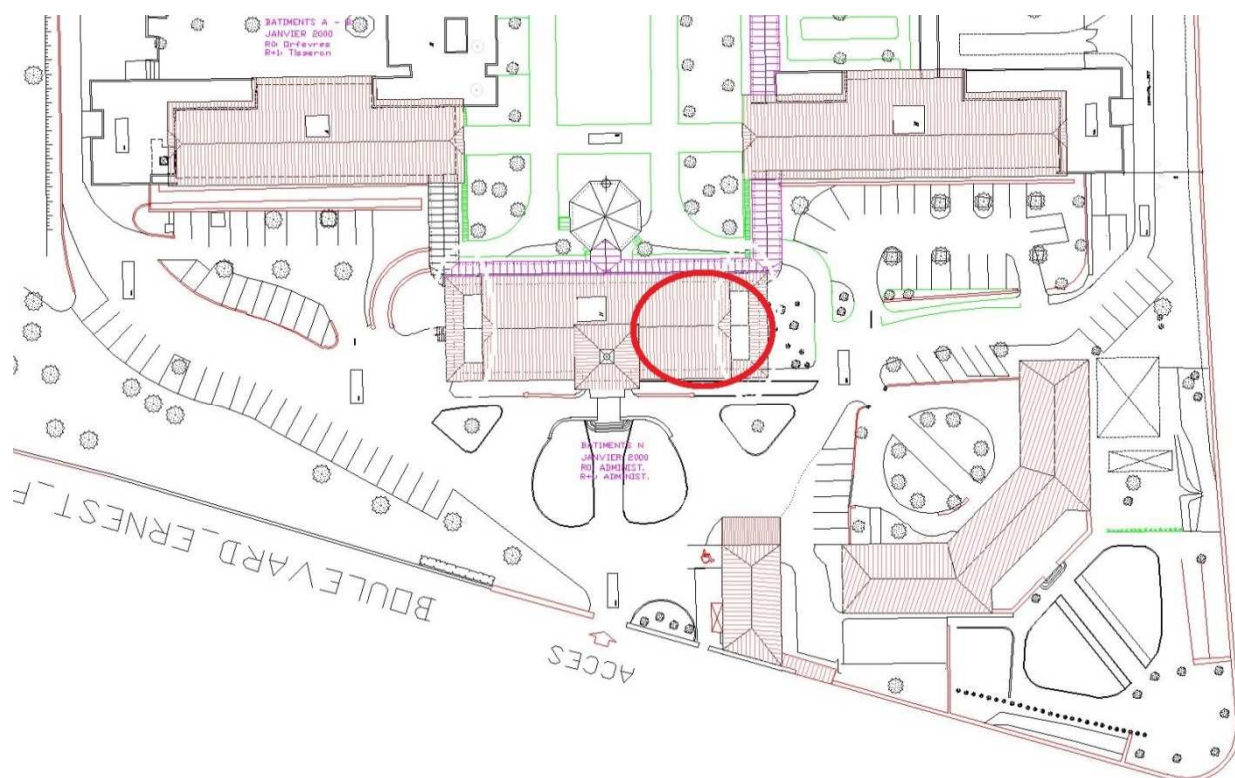 BATIMENTS A -
JANVIER 2000
R0: Orfevres
R+1: Tisseron
BATIMENTS N
JANVIER 2000
R0 ADMINIST.
R+1 ADMINIST.
BOULEVARD_ERNEST_F
ACCES